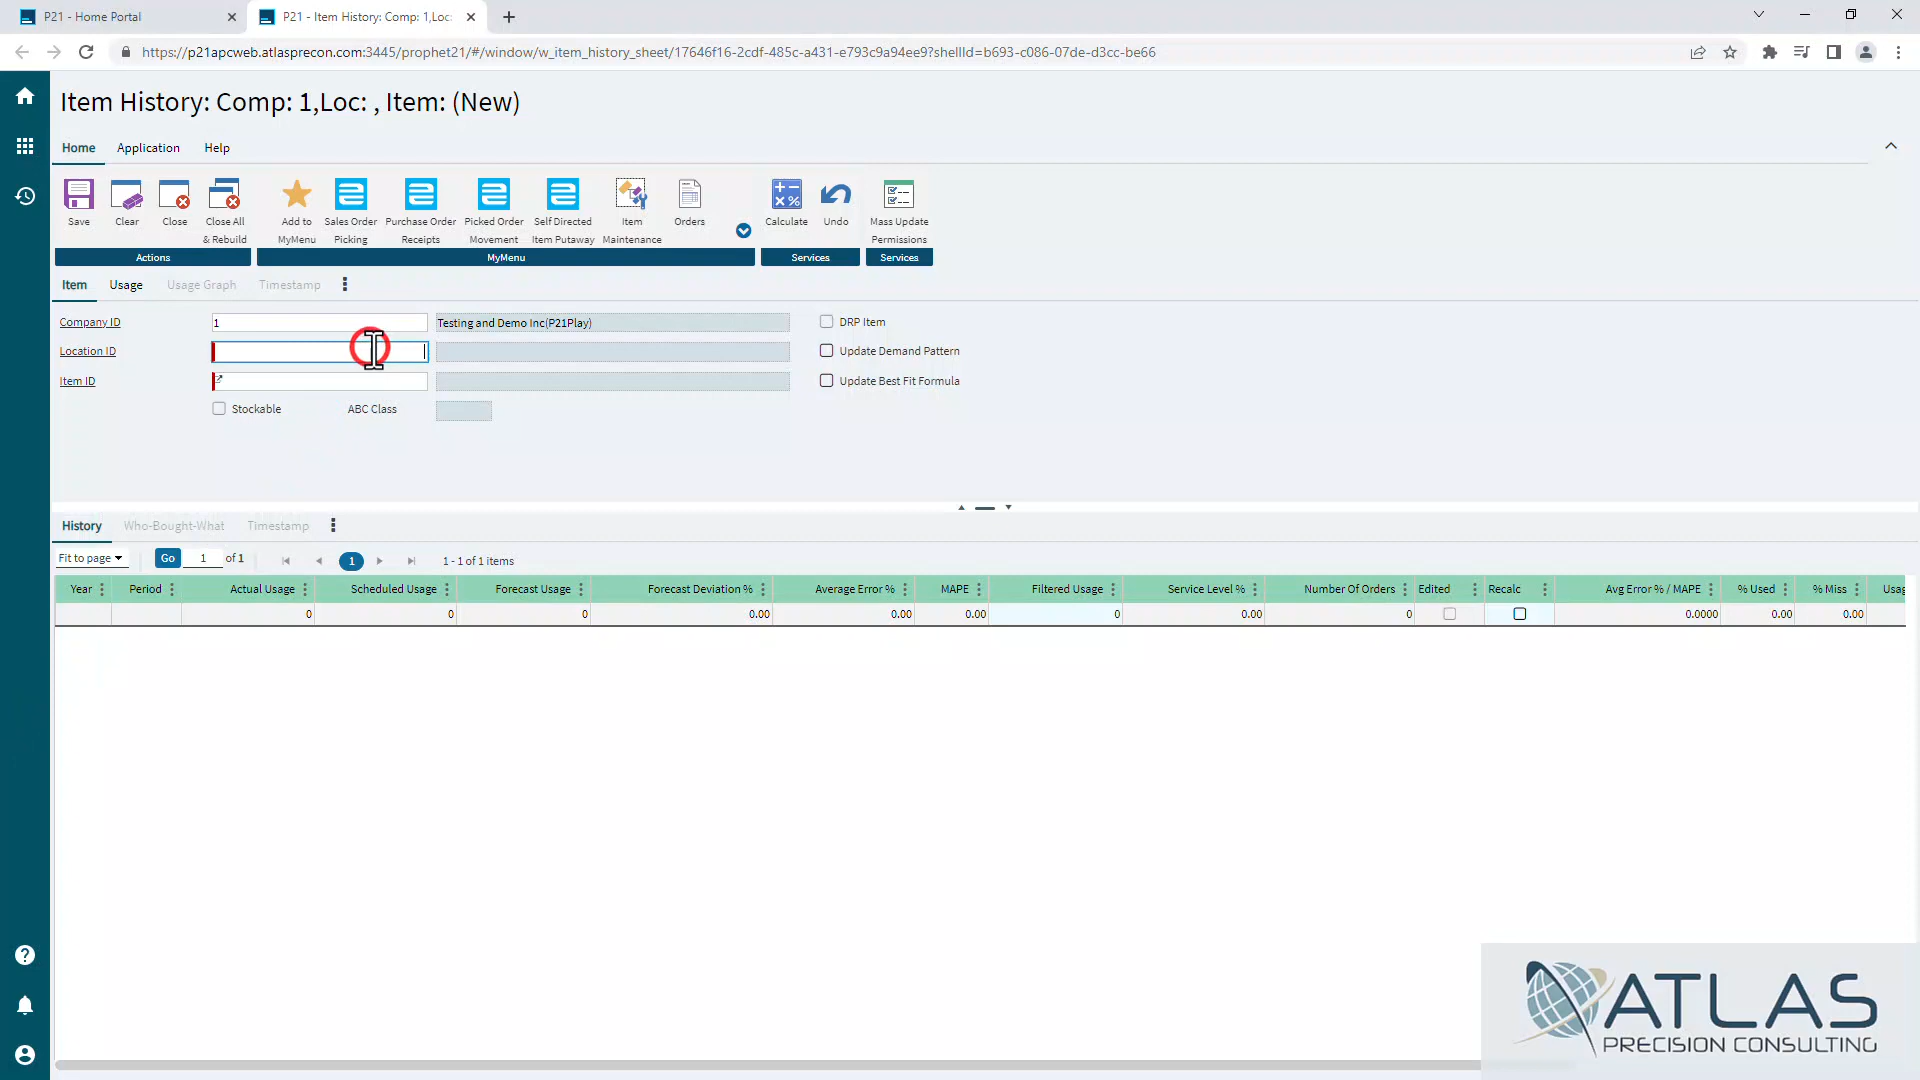 P21 - Home Portal
P21 - Item History: Comp: 1,Loc:
https://p21apcweb.atlasprecon.com:3445/prophet21/#/window/w_item_history_sheet/17646f16-2cdf-485c-a431-e793c9a94ee9?shellId=b693-c086-07de-d3cc-be66
Item History: Comp: 1,Loc: , Item: (New)
Home Application Help
Save Clear Close Close All & Rebuild
Add to MyMenu Sales Order Picking Purchase Order Receipts Picked Order Movement Self Directed Item Putaway Item Maintenance Orders
Calculate Undo Mass Update Permissions
Actions MyMenu Services Services
Item Usage Usage Graph Timestamp
Company ID 1 Testing and Demo Inc(P21Play) DRP Item
Location ID Update Demand Pattern
Item ID Update Best Fit Formula
Stockable ABC Class
History Who-Bought-What Timestamp
Fit to page Go 1 of 1 1 1 - 1 of 1 items
Year Period Actual Usage Scheduled Usage Forecast Usage Forecast Deviation % Average Error % MAPE Filtered Usage Service Level % Number Of Orders Edited Recalc Avg Error % / MAPE % Used % Miss Usag
0 0 0 0.00 0.00 0.00 0 0.00 0 0.0000 0.00 0.00
ATLAS
PRECISION CONSULTING